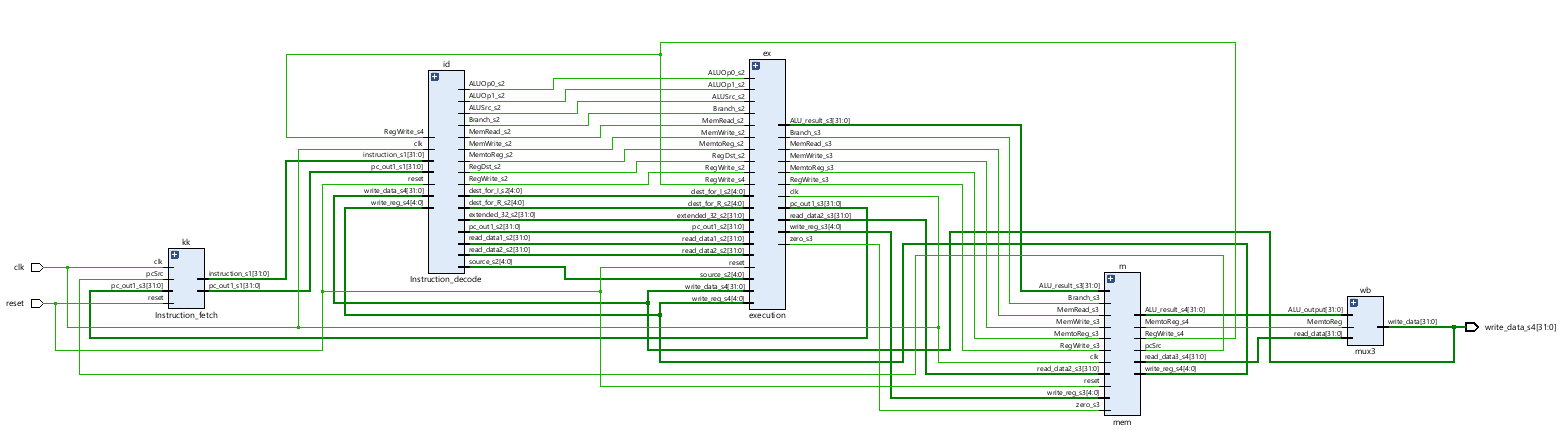 clk
reset
kk
clk
pcSrc
pc_out1_s3[31:0]
reset
instruction_s1[31:0]
pc_out1_s1[31:0]
Instruction_fetch
id
RegWrite_s4
clk
instruction_s1[31:0]
pc_out1_s1[31:0]
reset
write_data_s4[31:0]
write_reg_s4[4:0]
ALUOp0_s2
ALUOp1_s2
ALUSrc_s2
Branch_s2
MemRead_s2
MemWrite_s2
MemtoReg_s2
RegDst_s2
RegWrite_s2
dest_for_I_s2[4:0]
dest_for_R_s2[4:0]
extended_32_s2[31:0]
pc_out1_s2[31:0]
read_data1_s2[31:0]
read_data2_s2[31:0]
source_s2[4:0]
Instruction_decode
ex
ALUOp0_s2
ALUOp1_s2
ALUSrc_s2
Branch_s2
MemRead_s2
MemWrite_s2
MemtoReg_s2
RegDst_s2
RegWrite_s2
RegWrite_s4
dest_for_I_s2[4:0]
dest_for_R_s2[4:0]
extended_32_s2[31:0]
pc_out1_s2[31:0]
read_data1_s2[31:0]
read_data2_s2[31:0]
reset
source_s2[4:0]
write_data_s4[31:0]
write_reg_s4[4:0]
ALU_result_s3[31:0]
Branch_s3
MemRead_s3
MemWrite_s3
MemtoReg_s3
RegWrite_s3
clk
pc_out1_s3[31:0]
read_data2_s3[31:0]
write_reg_s3[4:0]
zero_s3
execution
m
ALU_result_s3[31:0]
Branch_s3
MemRead_s3
MemWrite_s3
MemtoReg_s3
RegWrite_s3
clk
read_data2_s3[31:0]
reset
write_reg_s3[4:0]
zero_s3
ALU_result_s4[31:0]
MemtoReg_s4
RegWrite_s4
pcSrc
read_data3_s4[31:0]
write_reg_s4[4:0]
mem
wb
ALU_output[31:0]
MemtoReg
read_data[31:0]
write_data[31:0]
mux3
write_data_s4[31:0]